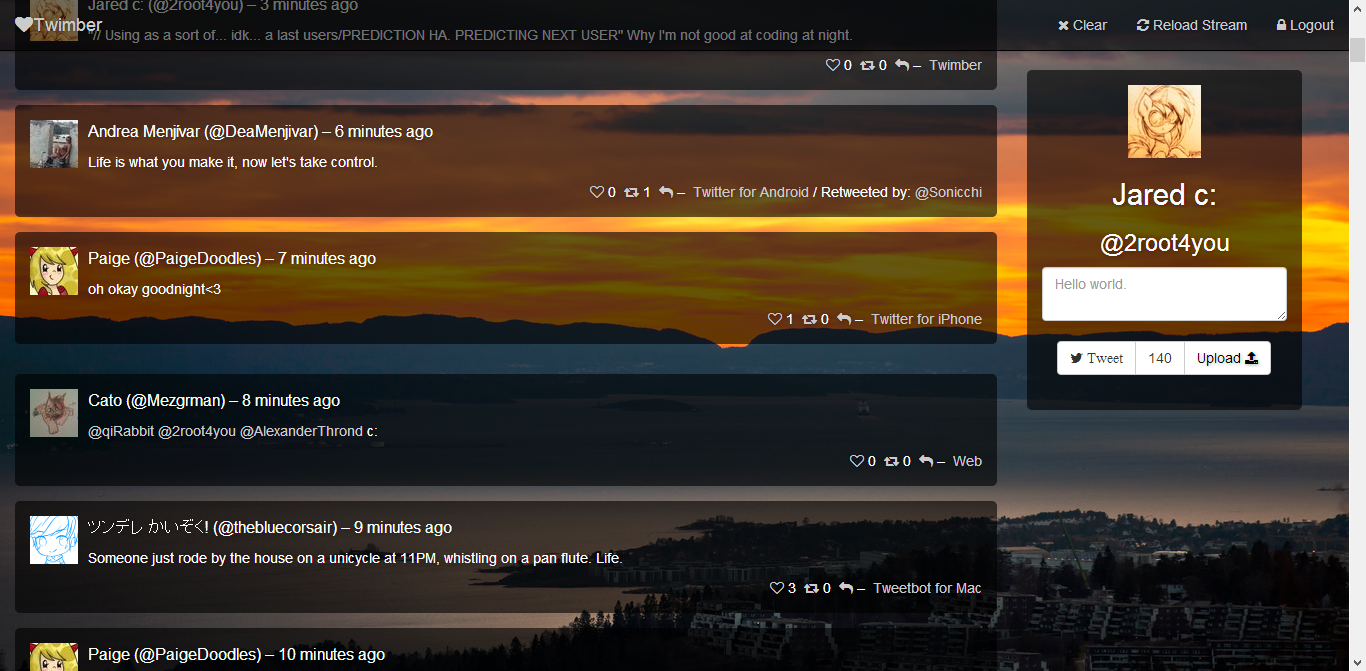 Jared c: (@2root4you) – 3 minutes ago
Twimber
Clear
Reload Stream
Logout
"// Using as a sort of... idk... a last users/PREDICTION HA. PREDICTING NEXT USER" Why I'm not good at coding at night.
0 0 – Twimber
Andrea Menjívar (@DeaMenjivar) – 6 minutes ago
Life is what you make it, now let's take control.
0 1 – Twitter for Android / Retweeted by: @Sonicchi
Paige (@PaigeDoodles) – 7 minutes ago
oh okay goodnight<3
1 0 – Twitter for iPhone
Cato (@Mezgrman) – 8 minutes ago
@qiRabbit @2root4you @AlexanderThrond c:
0 0 – Web
ツンデレ かいぞく! (@thebluecorsair) – 9 minutes ago
Someone just rode by the house on a unicycle at 11PM, whistling on a pan flute. Life.
3 0 – Tweetbot for Mac
Paige (@PaigeDoodles) – 10 minutes ago
Jared c:
@2root4you
Hello world.
Tweet 140 Upload